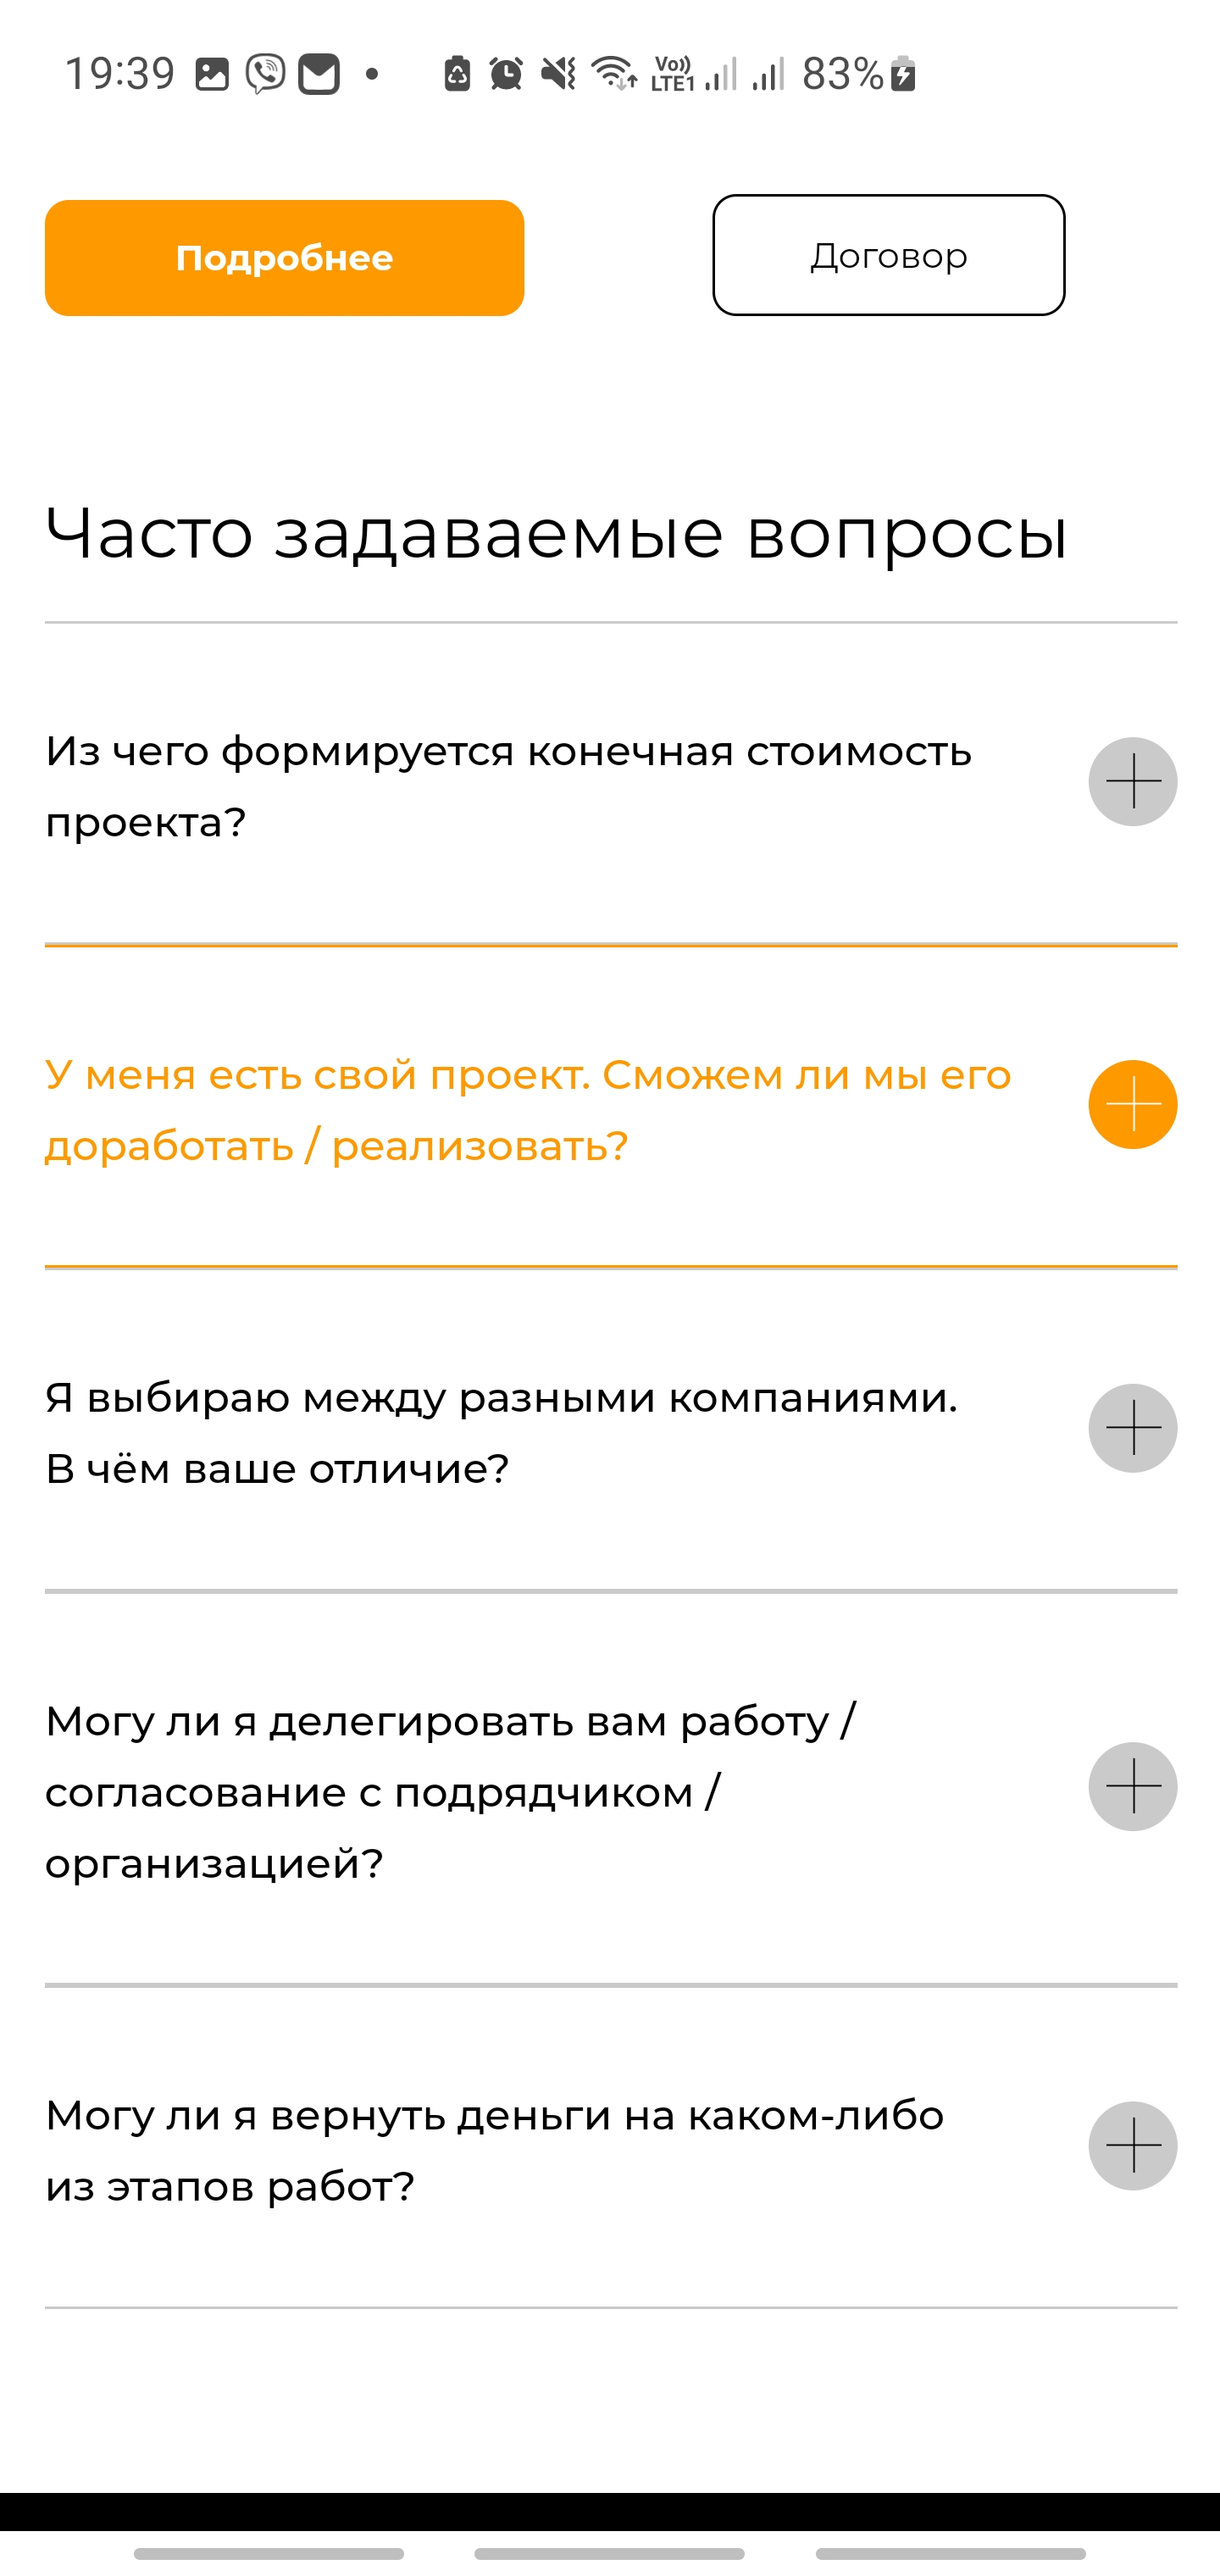 19:39
Vo))
LTE1
83%
Подробнее
Договор
Часто задаваемые вопросы
Из чего формируется конечная стоимость
проекта?
У меня есть свой проект. Сможем ли мы его
доработать / реализовать?
Я выбираю между разными компаниями.
В чём ваше отличие?
Могу ли я делегировать вам работу /
согласование с подрядчиком /
организацией?
Могу ли я вернуть деньги на каком-либо
из этапов работ?